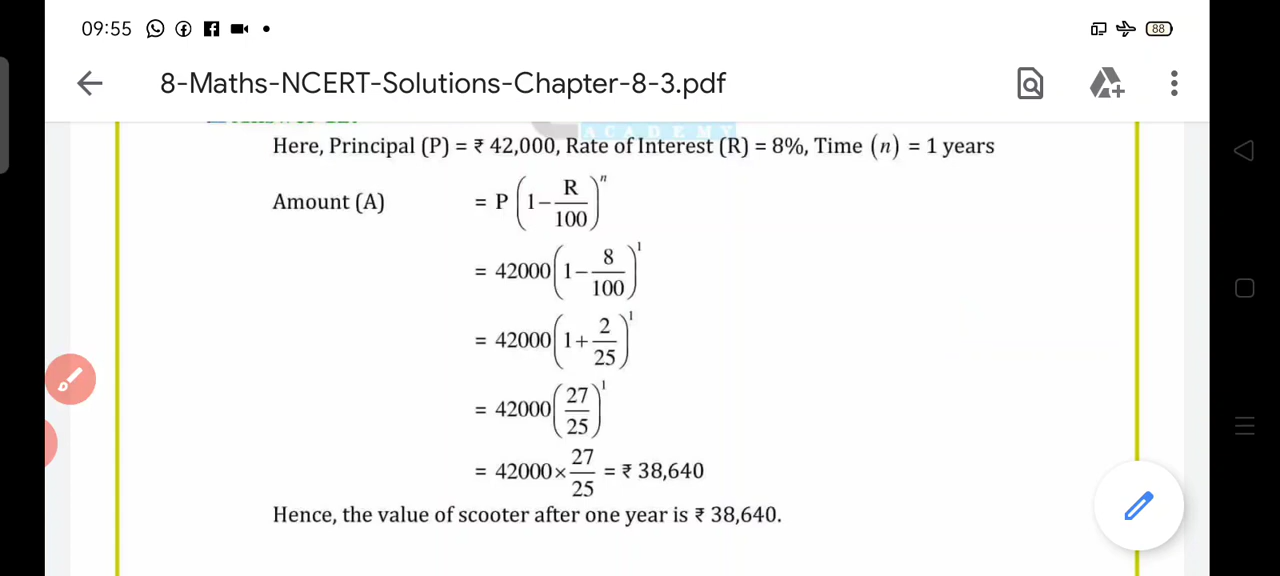 09:55
88
8-Maths-NCERT-Solutions-Chapter-8-3.pdf
ACADEMY
Here, Principal (P) = ₹ 42,000, Rate of Interest (R) = 8%, Time (n) = 1 years
Amount (A) = P(1 − R/100)^n
= 42000(1 − 8/100)^1
= 42000(1 + 2/25)^1
= 42000(27/25)^1
= 42000 × 27/25 = ₹ 38,640
Hence, the value of scooter after one year is ₹ 38,640.